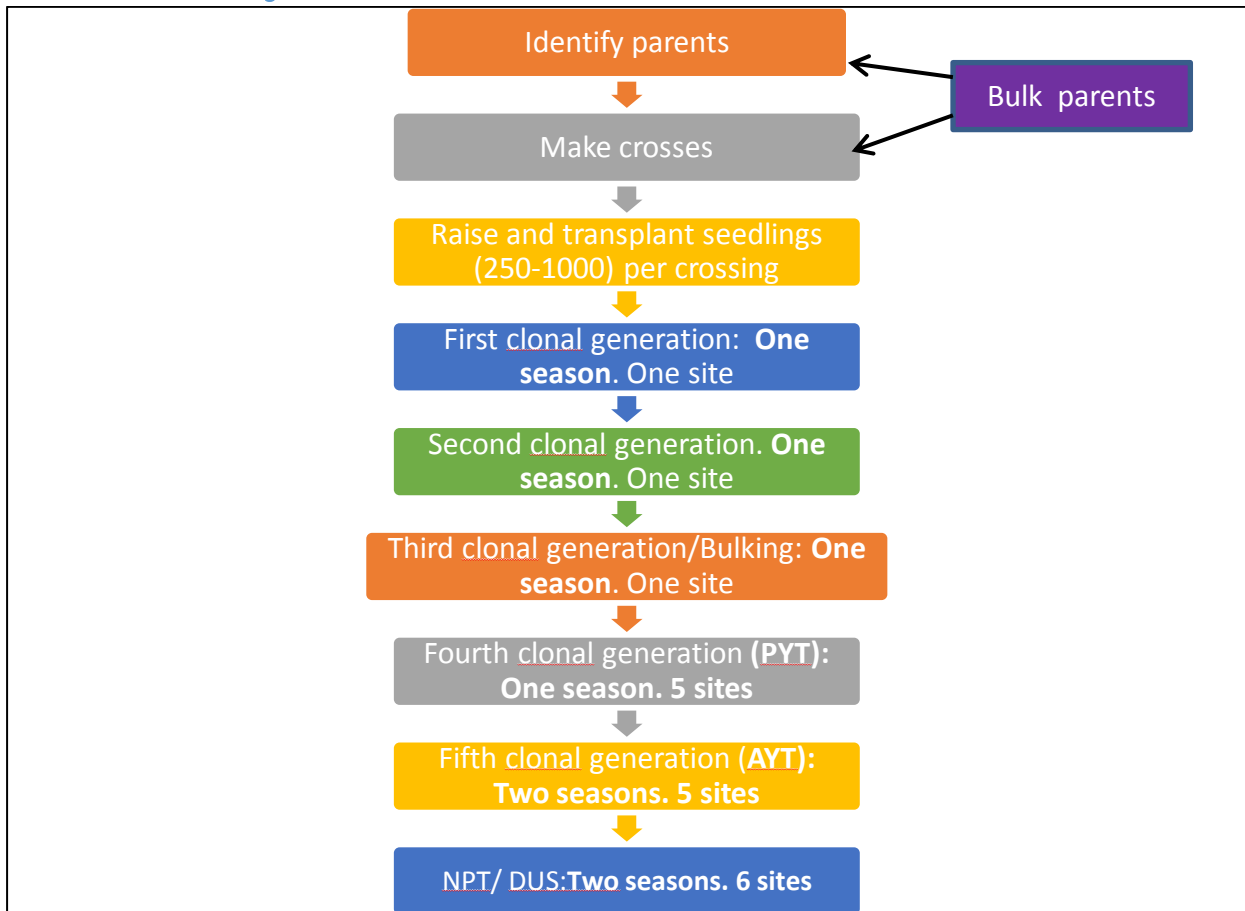 Identify parents
Bulk parents
Make crosses
Raise and transplant seedlings
(250-1000) per crossing
First clonal generation: One
season. One site
Second clonal generation. One
season. One site
Third clonal generation/Bulking: One
season. One site
Fourth clonal generation (PYT):
One season. 5 sites
Fifth clonal generation (AYT):
Two seasons. 5 sites
NPT/ DUS:Two seasons. 6 sites